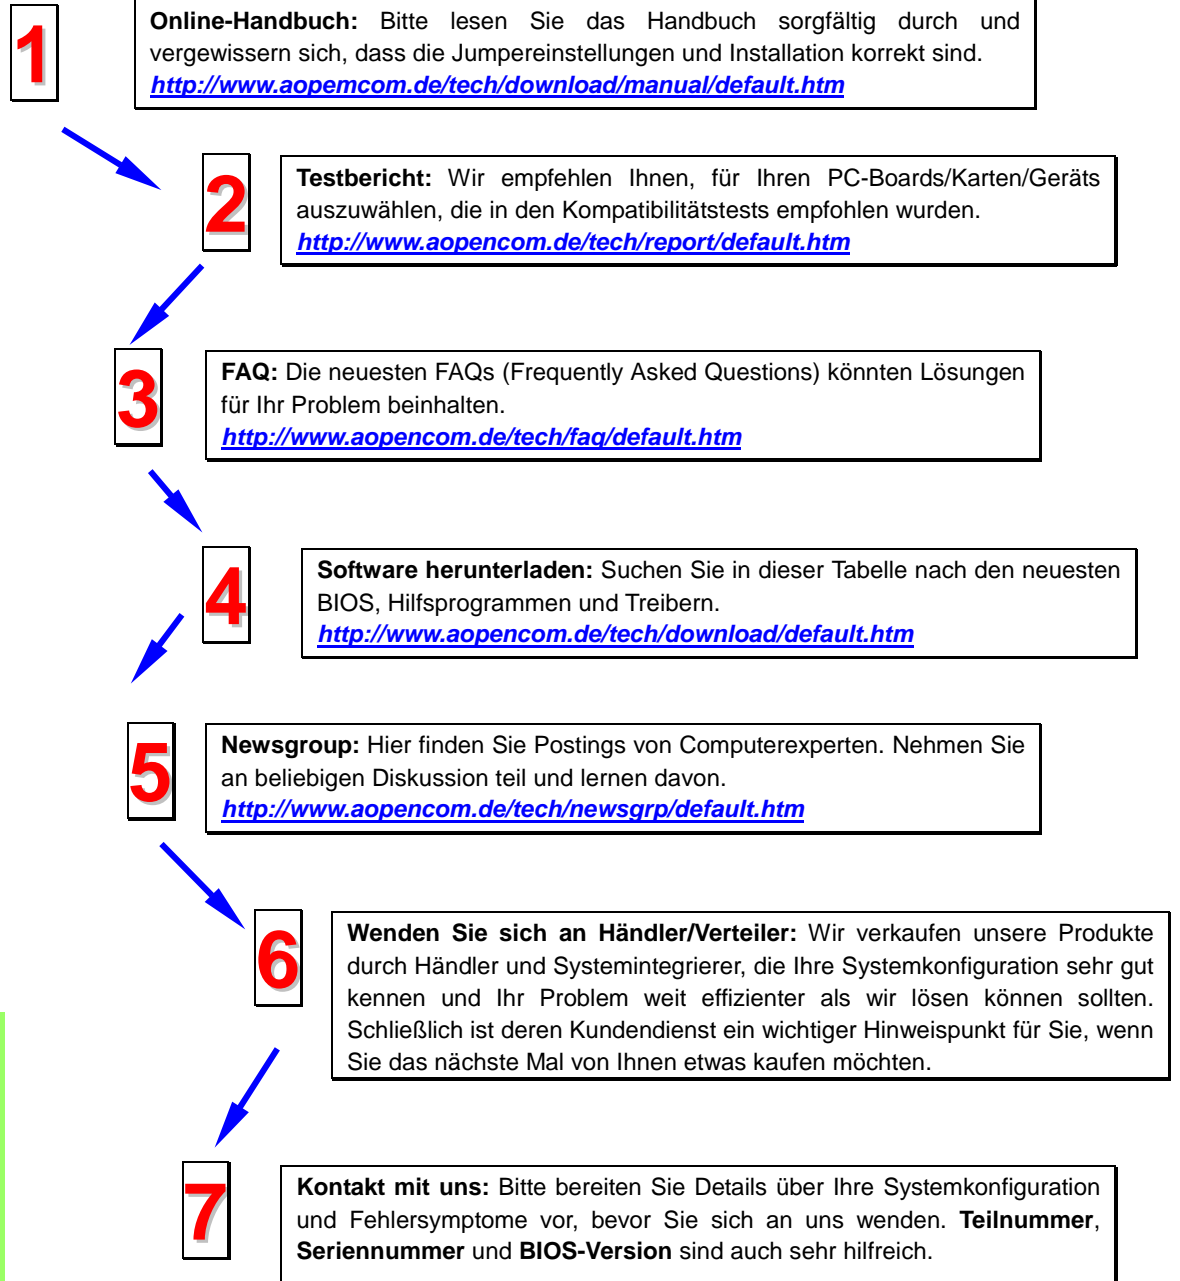 1
Online-Handbuch: Bitte lesen Sie das Handbuch sorgfältig durch und
vergewissern sich, dass die Jumpereinstellungen und Installation korrekt sind.
http://www.aopemcom.de/tech/download/manual/default.htm
2
Testbericht: Wir empfehlen Ihnen, für Ihren PC-Boards/Karten/Geräts
auszuwählen, die in den Kompatibilitätstests empfohlen wurden.
http://www.aopencom.de/tech/report/default.htm
3
FAQ: Die neuesten FAQs (Frequently Asked Questions) könnten Lösungen
für Ihr Problem beinhalten.
http://www.aopencom.de/tech/faq/default.htm
4
Software herunterladen: Suchen Sie in dieser Tabelle nach den neuesten
BIOS, Hilfsprogrammen und Treibern.
http://www.aopencom.de/tech/download/default.htm
5
Newsgroup: Hier finden Sie Postings von Computerexperten. Nehmen Sie
an beliebigen Diskussion teil und lernen davon.
http://www.aopencom.de/tech/newsgrp/default.htm
6
Wenden Sie sich an Händler/Verteiler: Wir verkaufen unsere Produkte
durch Händler und Systemintegrierer, die Ihre Systemkonfiguration sehr gut
kennen und Ihr Problem weit effizienter als wir lösen können sollten.
Schließlich ist deren Kundendienst ein wichtiger Hinweispunkt für Sie, wenn
Sie das nächste Mal von Ihnen etwas kaufen möchten.
7
Kontakt mit uns: Bitte bereiten Sie Details über Ihre Systemkonfiguration
und Fehlersymptome vor, bevor Sie sich an uns wenden. Teilnummer,
Seriennummer und BIOS-Version sind auch sehr hilfreich.